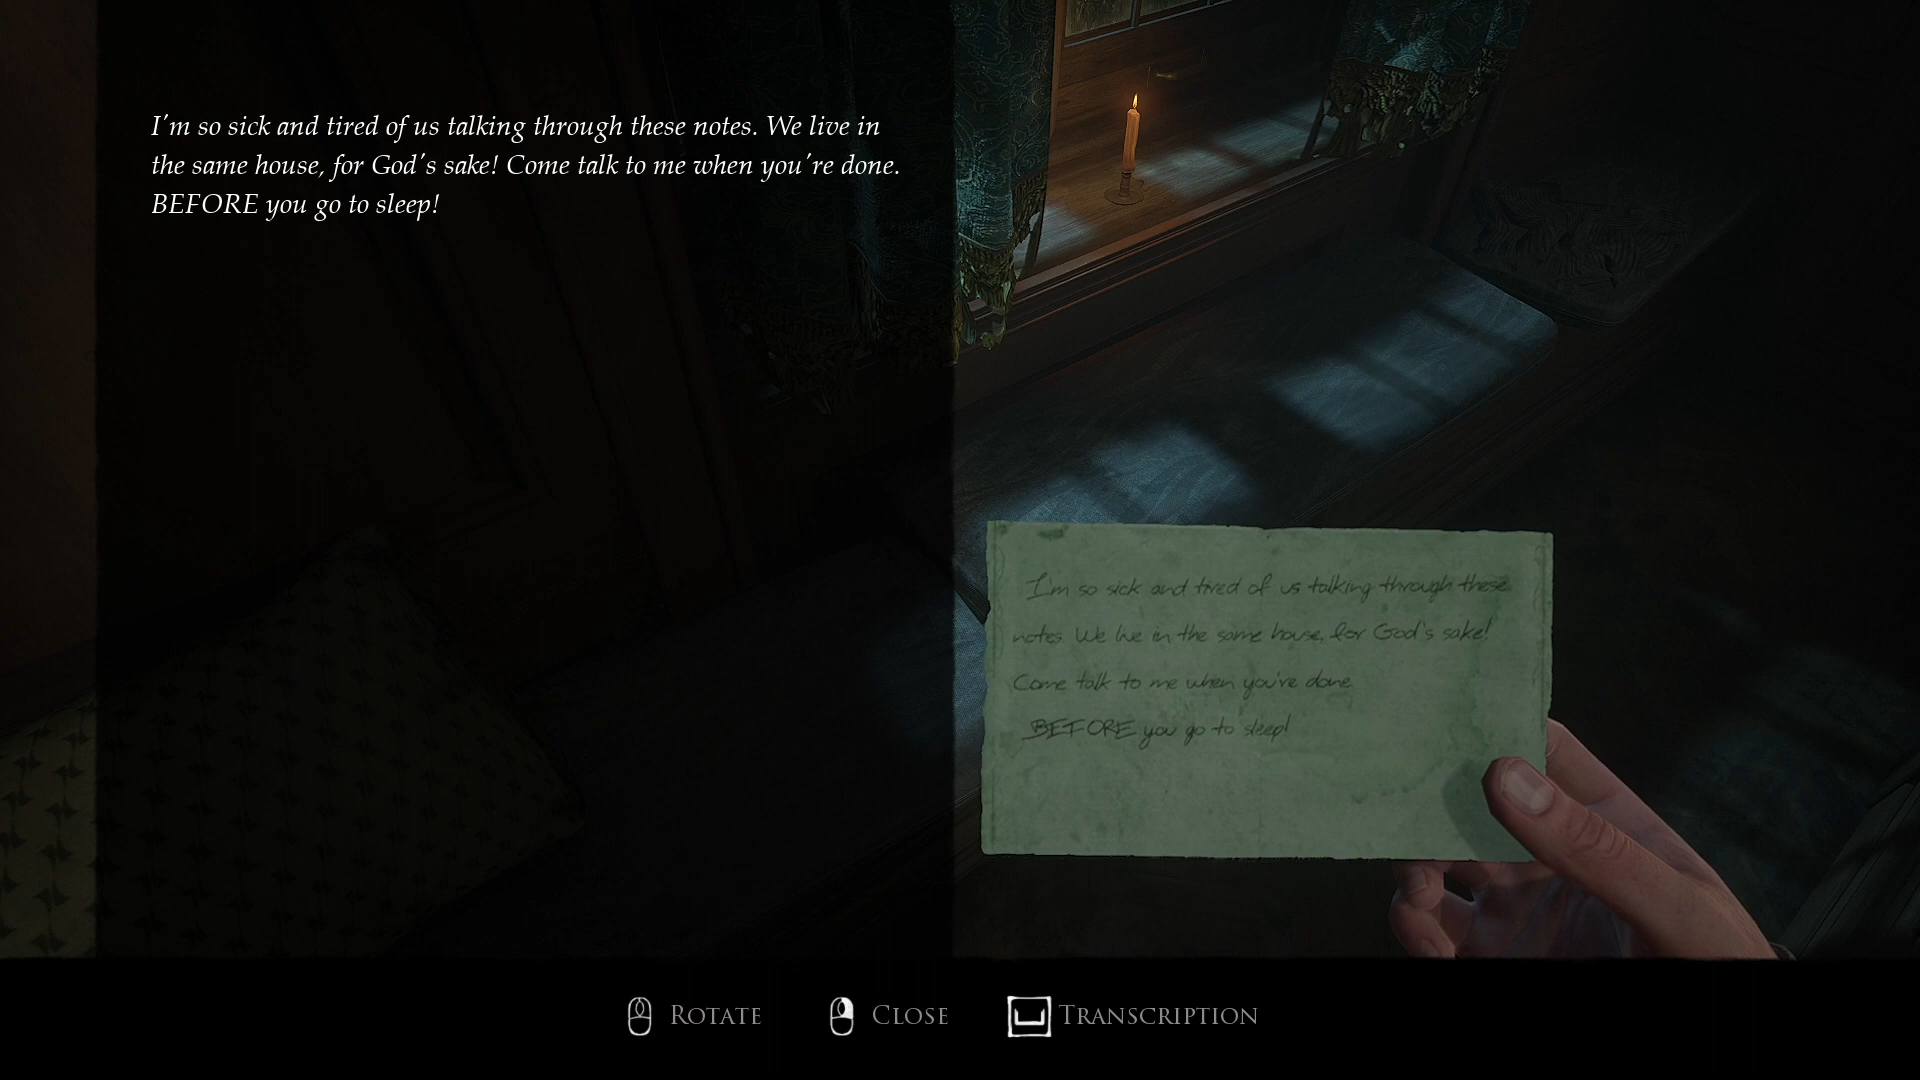 I'm so sick and tired of us talking through these notes. We live in
the same house, for God's sake! Come talk to me when you're done.
BEFORE you go to sleep!
I'm so sick and tired of us talking through these
notes. We live in the same house, for God's sake!
Come talk to me when you're done.
BEFORE you go to sleep!
Rotate
Close
Transcription